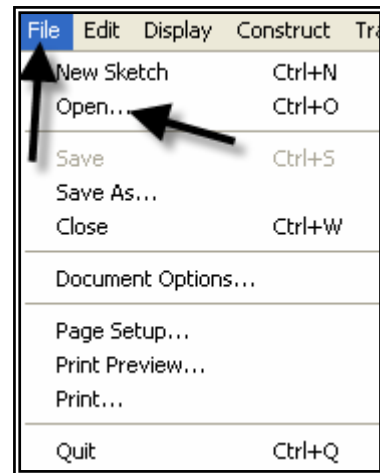 File Edit Display Construct Tra
New Sketch Ctrl+N
Open... Ctrl+O
Save Ctrl+S
Save As...
Close Ctrl+W
Document Options...
Page Setup...
Print Preview...
Print...
Quit Ctrl+Q